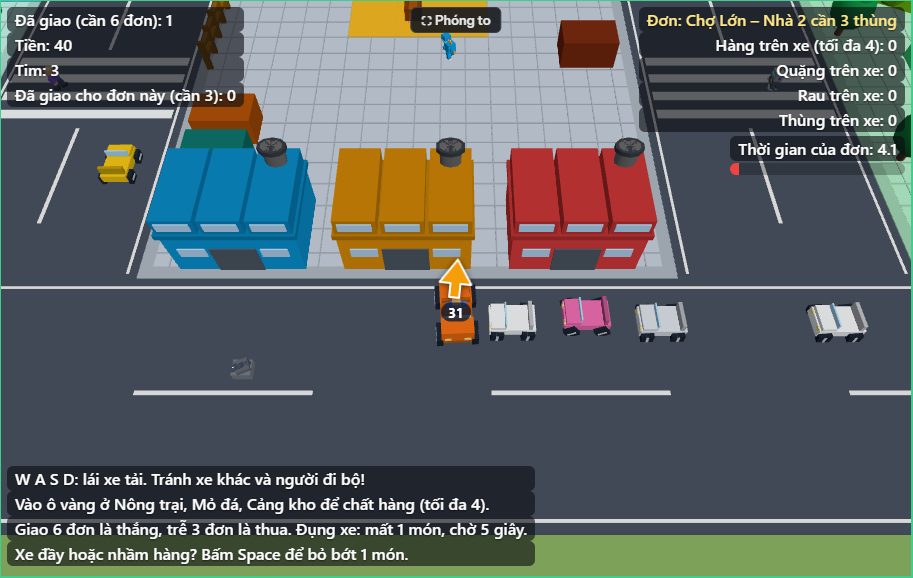 Đã giao (cần 6 đơn): 1
Tiền: 40
Tim: 3
Đã giao cho đơn này (cần 3): 0
Phóng to
Đơn: Chợ Lớn – Nhà 2 cần 3 thùng
Hàng trên xe (tối đa 4): 0
Quặng trên xe: 0
Rau trên xe: 0
Thùng trên xe: 0
Thời gian của đơn: 4.1
31
W A S D: lái xe tải. Tránh xe khác và người đi bộ!
Vào ô vàng ở Nông trại, Mỏ đá, Cảng kho để chất hàng (tối đa 4).
Giao 6 đơn là thắng, trễ 3 đơn là thua. Đụng xe: mất 1 món, chờ 5 giây.
Xe đầy hoặc nhầm hàng? Bấm Space để bỏ bớt 1 món.